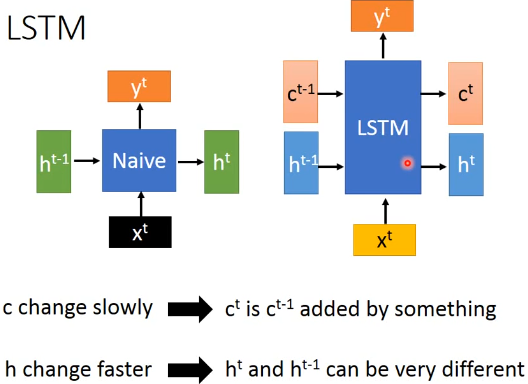 LSTM
y^t
h^t-1
Naive
h^t
x^t
y^t
c^t-1
c^t
LSTM
h^t-1
h^t
x^t
c change slowly
c^t is c^t-1 added by something
h change faster
h^t and h^t-1 can be very different